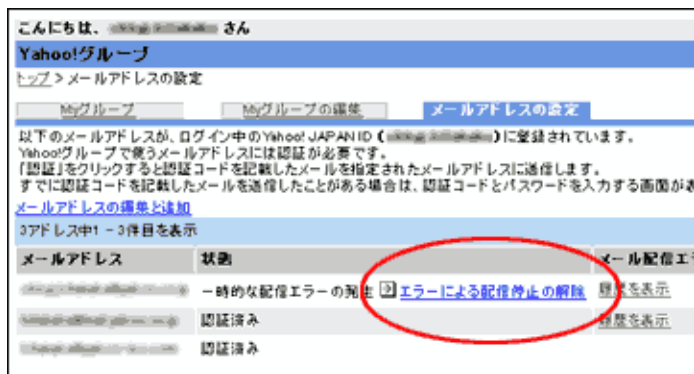 こんにちは、 さん
Yahoo!グループ
トップ > メールアドレスの設定
Myグループ Myグループの編集 メールアドレスの設定
以下のメールアドレスが、ログイン中のYahoo! JAPAN ID ( )に登録されています。
Yahoo!グループで使うメールアドレスには認証が必要です。
「認証」をクリックすると認証コードを記載したメールを指定されたメールアドレスに送信します。
すでに認証コードを記載したメールを送信したことがある場合は、認証コードとパスワードを入力する画面が表
メールアドレスの編集と追加
3アドレス中1 - 3件目を表示
メールアドレス 状態 メール配信エラ
一時的な配信エラーの発生 エラーによる配信停止の解除 履歴を表示
認証済み 履歴を表示
認証済み